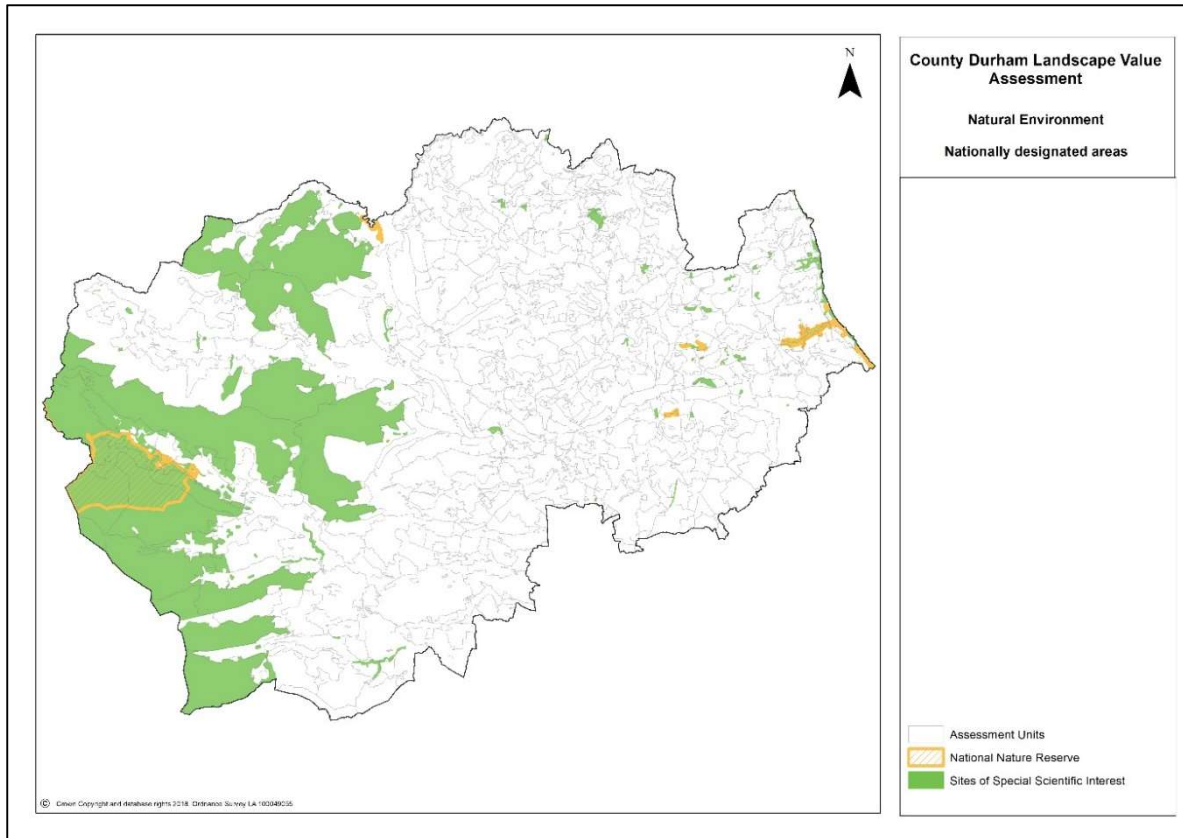 N
County Durham Landscape Value
Assessment
Natural Environment
Nationally designated areas
Assessment Units
National Nature Reserve
Sites of Special Scientific Interest
© Crown Copyright and database rights 2018. Ordnance Survey LA 100049055